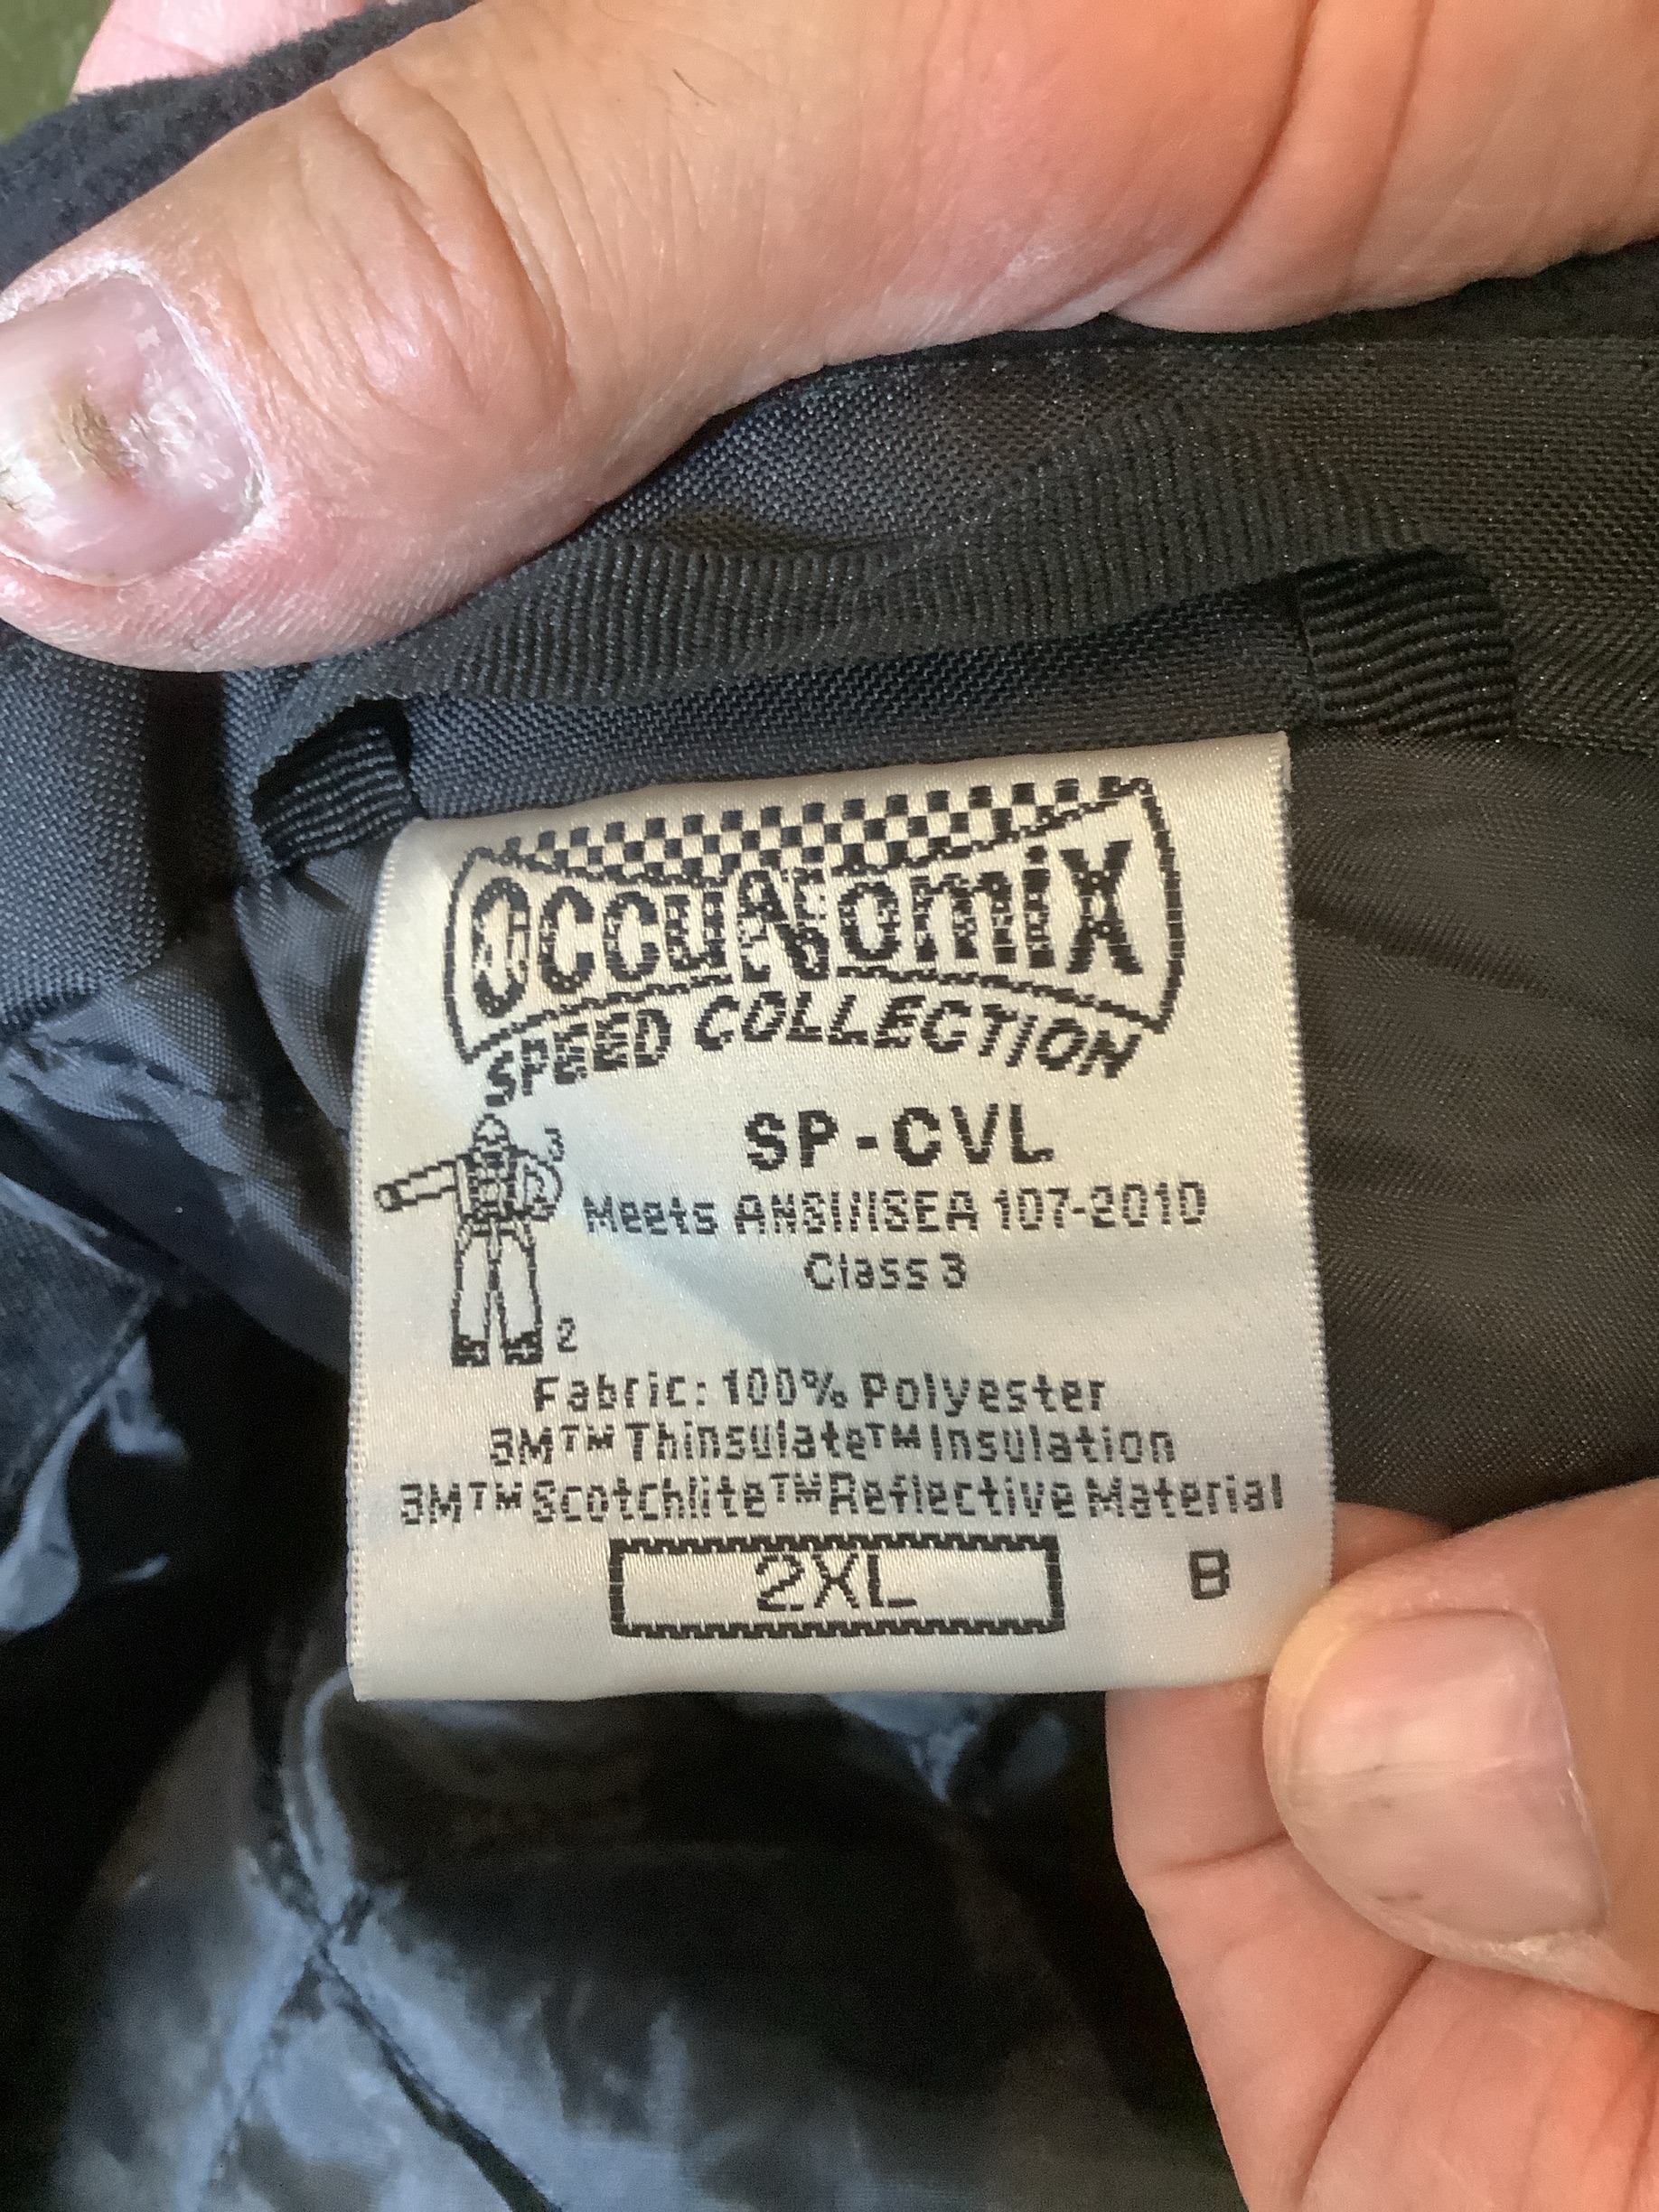 OccuNomiX
SPEED COLLECTION
SP-CVL
3
Meets ANSI/ISEA 107-2010
Class 3
2
Fabric: 100% Polyester
3M™ Thinsulate™ Insulation
3M™ Scotchlite™ Reflective Material
2XL B